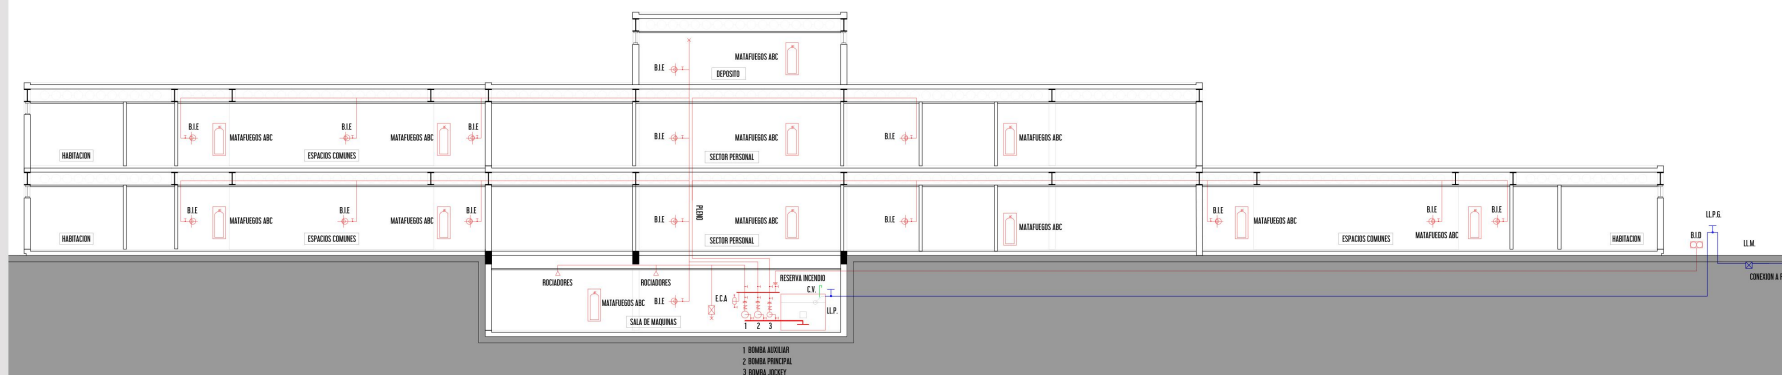 MATAFUEGOS ABC
B.I.E
DEPOSITO
B.I.E
MATAFUEGOS ABC
B.I.E
MATAFUEGOS ABC
B.I.E
B.I.E
MATAFUEGOS ABC
B.I.E
MATAFUEGOS ABC
HABITACION
ESPACIOS COMUNES
SECTOR PERSONAL
B.I.E
MATAFUEGOS ABC
B.I.E
MATAFUEGOS ABC
B.I.E
PLENO
B.I.E
MATAFUEGOS ABC
B.I.E
MATAFUEGOS ABC
B.I.E
MATAFUEGOS ABC
B.I.E
MATAFUEGOS ABC
B.I.E
HABITACION
ESPACIOS COMUNES
SECTOR PERSONAL
ESPACIOS COMUNES
HABITACION
B.I.D
LL.P.G.
LL.M.
ROCIADORES
ROCIADORES
RESERVA INCENDIO
C.V.
CONEXION A
MATAFUEGOS ABC
B.I.E
E.C.A
LL.P.
SALA DE MAQUINAS
1 2 3
1 BOMBA AUXILIAR
2 BOMBA PRINCIPAL
3 BOMBA JOCKEY